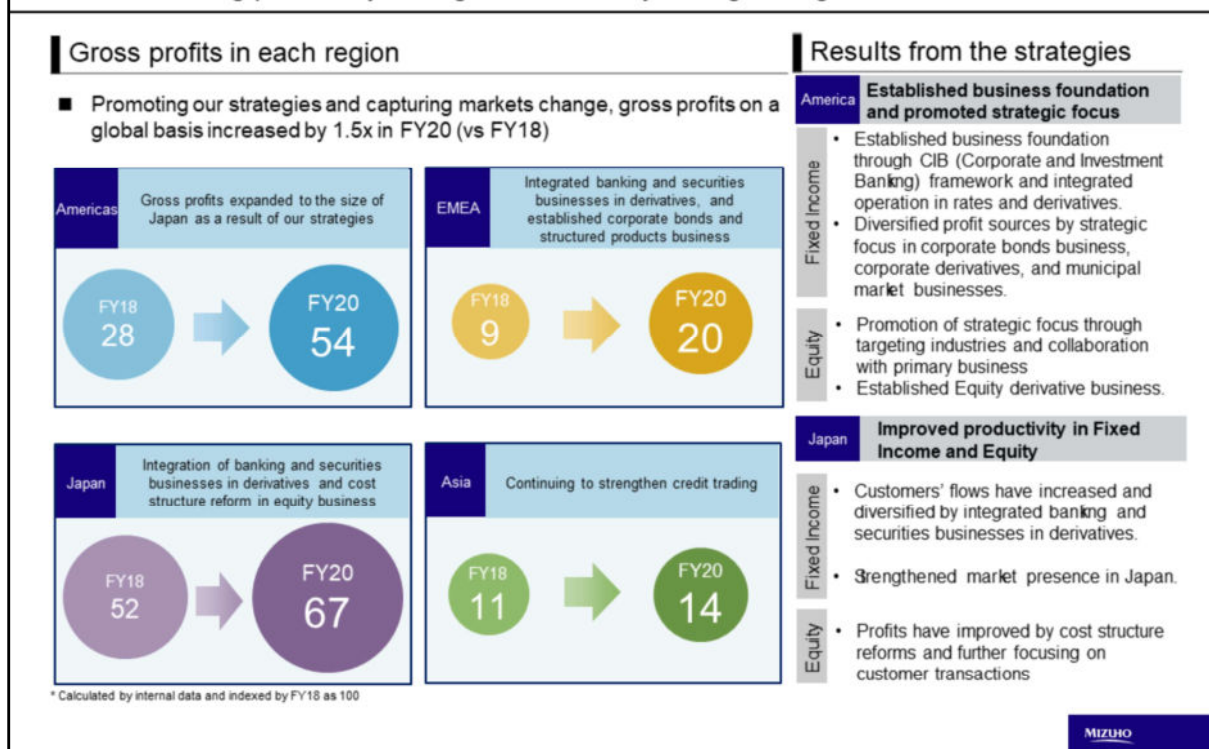 Gross profits in each region
■ Promoting our strategies and capturing markets change, gross profits on a
global basis increased by 1.5x in FY20 (vs FY18)
Americas
Gross profits expanded to the size of
Japan as a result of our strategies
FY18
28
FY20
54
EMEA
Integrated banking and securities
businesses in derivatives, and
established corporate bonds and
structured products business
FY18
9
FY20
20
Japan
Integration of banking and securities
businesses in derivatives and cost
structure reform in equity business
FY18
52
FY20
67
Asia
Continuing to strengthen credit trading
FY18
11
FY20
14
* Calculated by internal data and indexed by FY18 as 100
Results from the strategies
America
Established business foundation
and promoted strategic focus
Fixed Income
• Established business foundation
through CIB (Corporate and Investment
Banking) framework and integrated
operation in rates and derivatives.
• Diversified profit sources by strategic
focus in corporate bonds business,
corporate derivatives, and municipal
market businesses.
Equity
• Promotion of strategic focus through
targeting industries and collaboration
with primary business
• Established Equity derivative business.
Japan
Improved productivity in Fixed
Income and Equity
Fixed Income
• Customers' flows have increased and
diversified by integrated banking and
securities businesses in derivatives.
• Strengthened market presence in Japan.
Equity
• Profits have improved by cost structure
reforms and further focusing on
customer transactions
MIZUHO